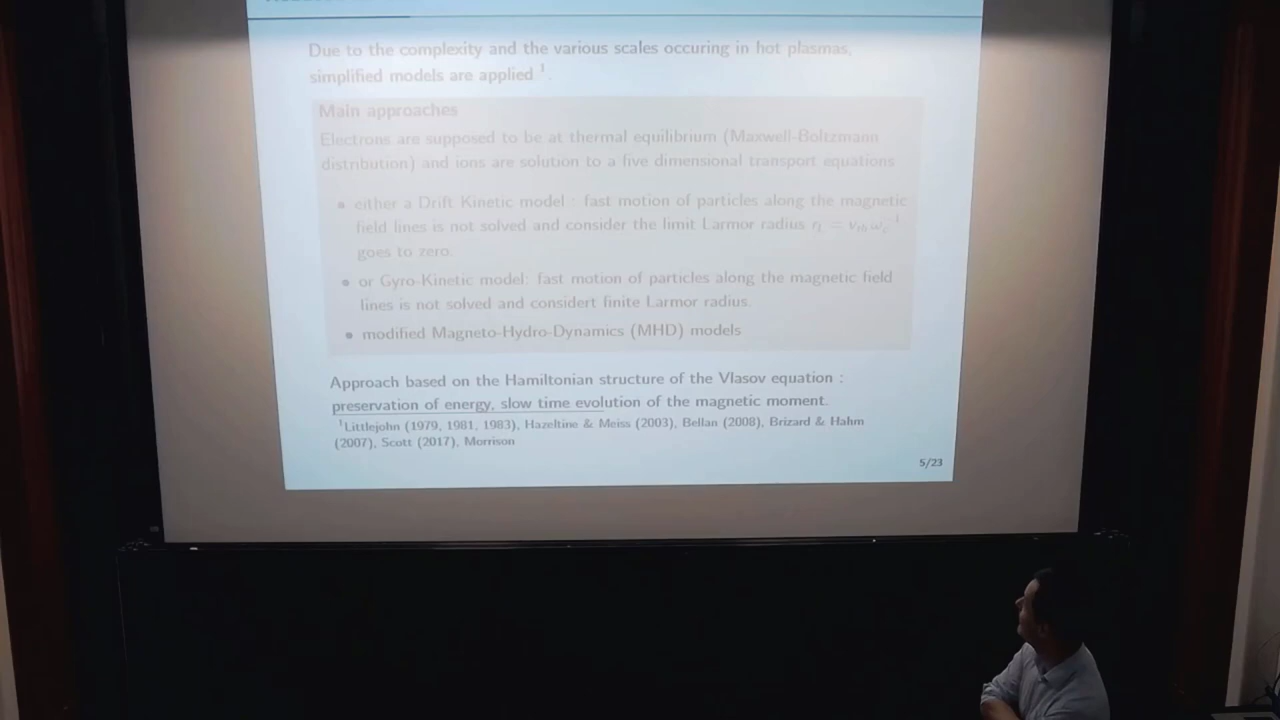 Due to the complexity and the various scales occuring in hot plasmas,
simplified models are applied ¹.
Main approaches
Electrons are supposed to be at thermal equilibrium (Maxwell-Boltzmann
distribution) and ions are solution to a five dimensional transport equations
• either a Drift Kinetic model : fast motion of particles along the magnetic
field lines is not solved and consider the limit Larmor radius r_L = v_th ω_c⁻¹
goes to zero.
• or Gyro-Kinetic model: fast motion of particles along the magnetic field
lines is not solved and considert finite Larmor radius.
• modified Magneto-Hydro-Dynamics (MHD) models
Approach based on the Hamiltonian structure of the Vlasov equation :
preservation of energy, slow time evolution of the magnetic moment.
¹Littlejohn (1979, 1981, 1983), Hazeltine & Meiss (2003), Bellan (2008), Brizard & Hahm
(2007), Scott (2017), Morrison
5/23